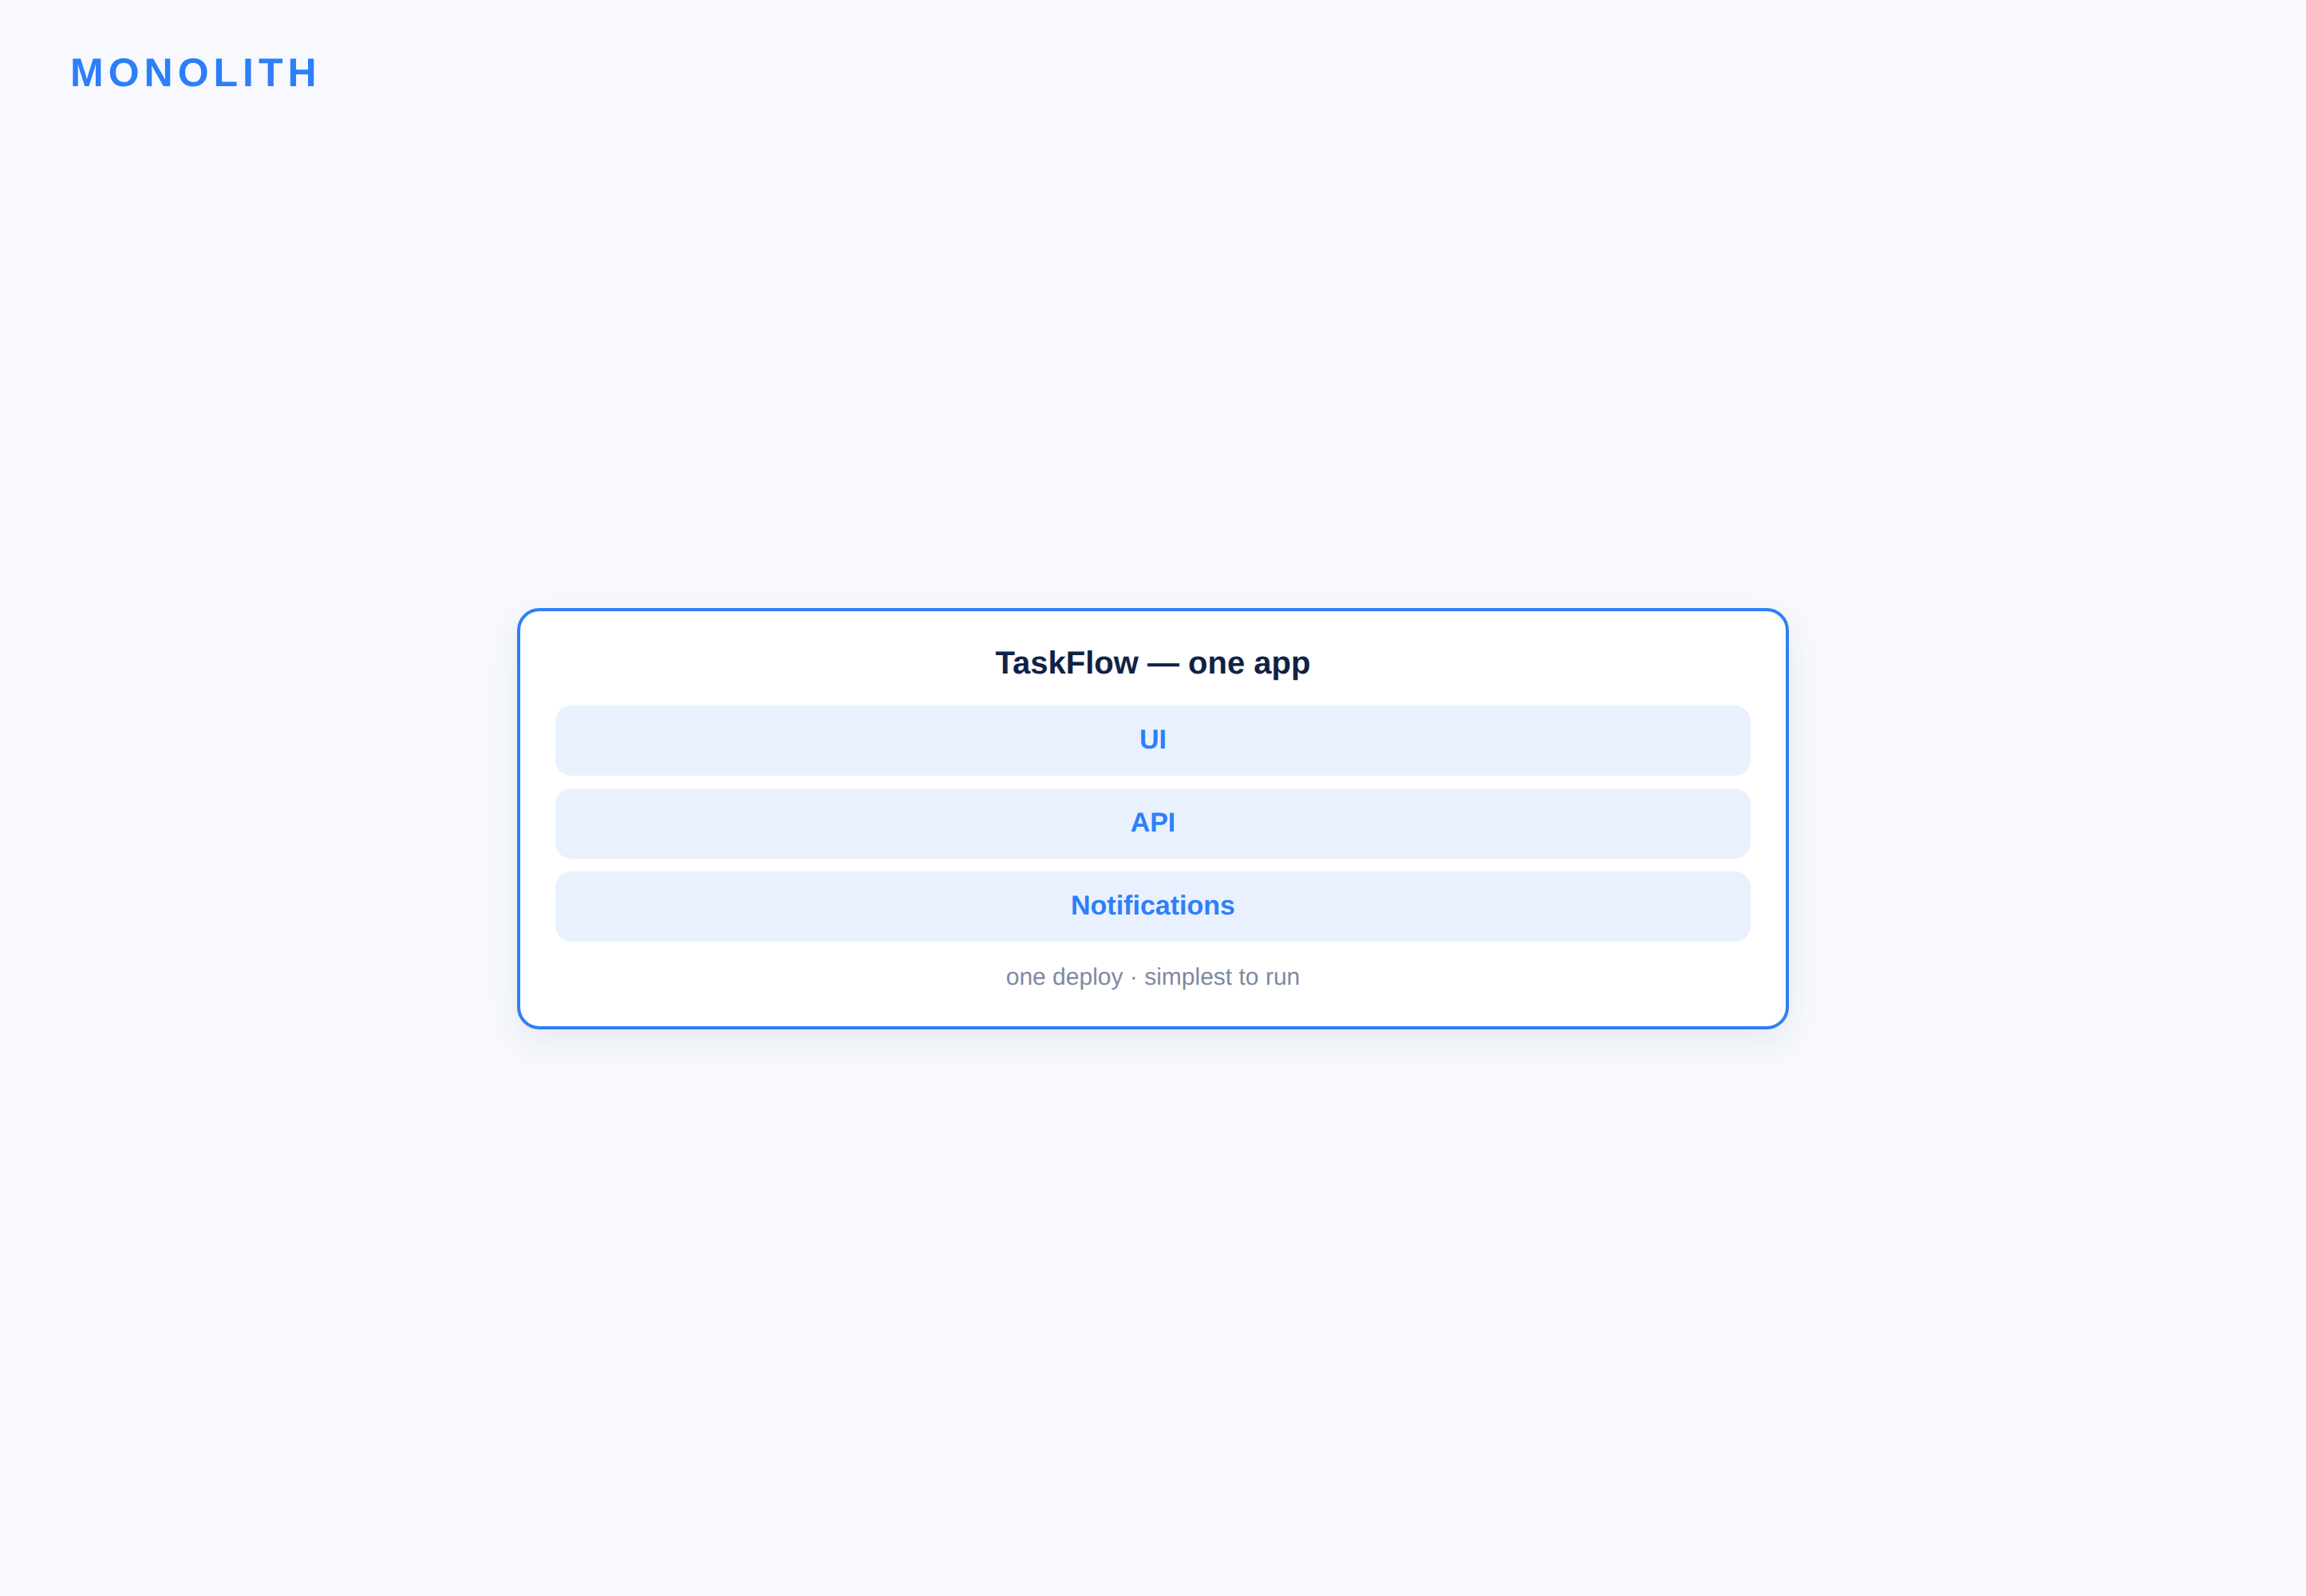 MONOLITH
TaskFlow — one app
UI
API
Notifications
one deploy · simplest to run